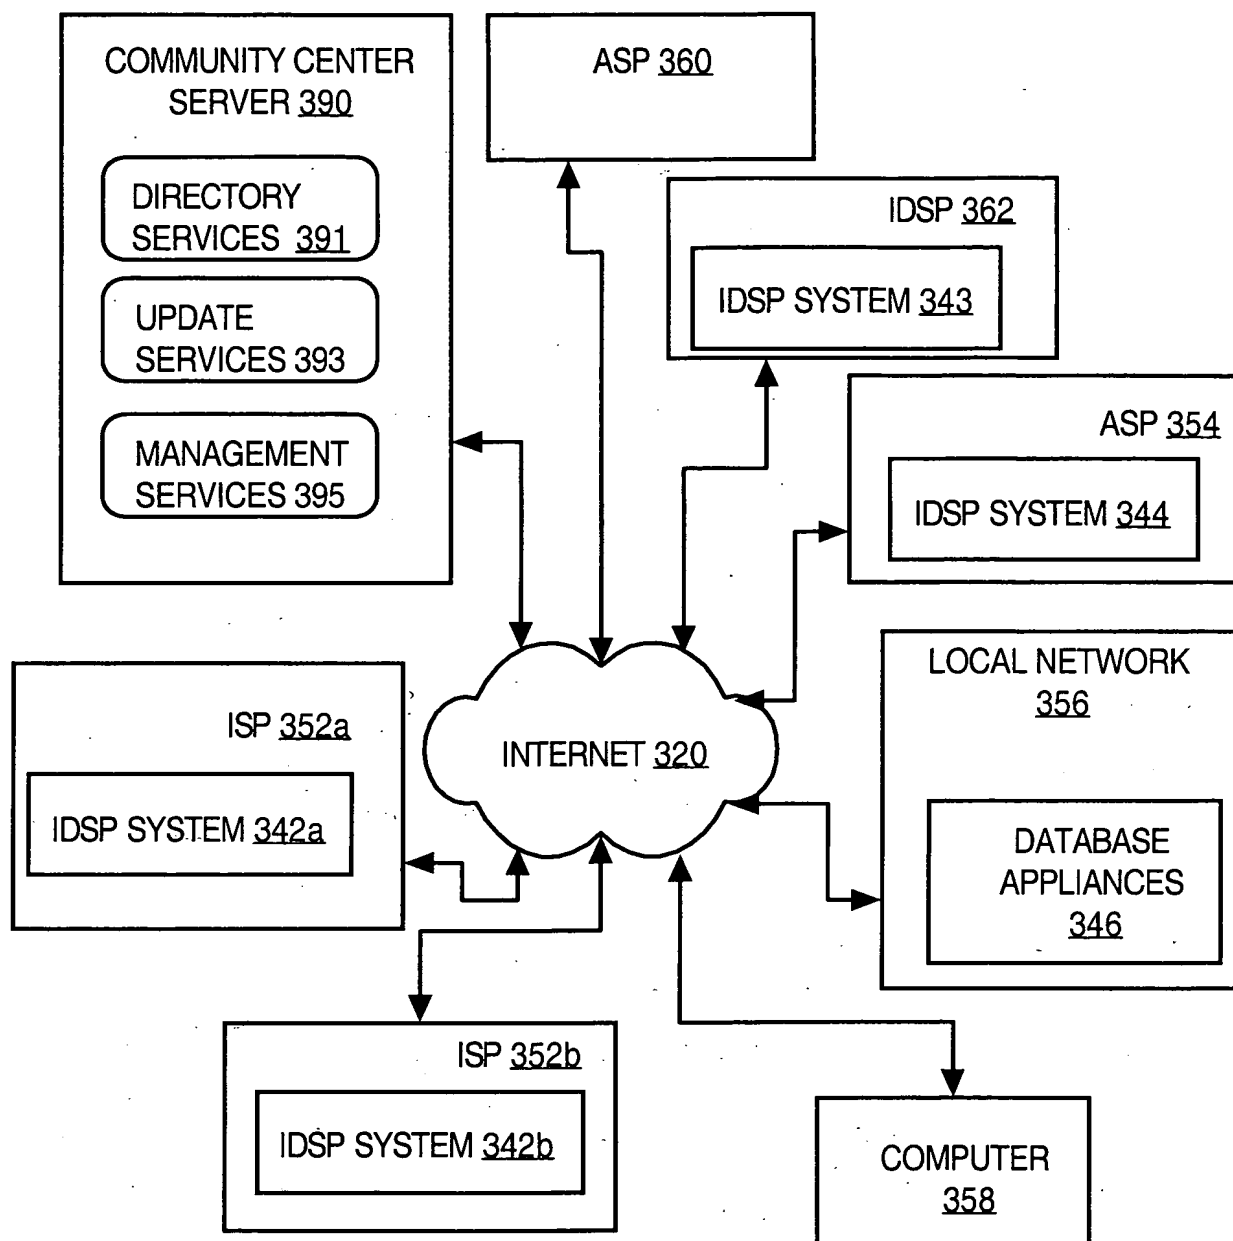 COMMUNITY CENTER
SERVER 390
DIRECTORY
SERVICES 391
UPDATE
SERVICES 393
MANAGEMENT
SERVICES 395
ASP 360
IDSP 362
IDSP SYSTEM 343
ASP 354
IDSP SYSTEM 344
LOCAL NETWORK
356
DATABASE
APPLIANCES
346
INTERNET 320
ISP 352a
IDSP SYSTEM 342a
ISP 352b
IDSP SYSTEM 342b
COMPUTER
358